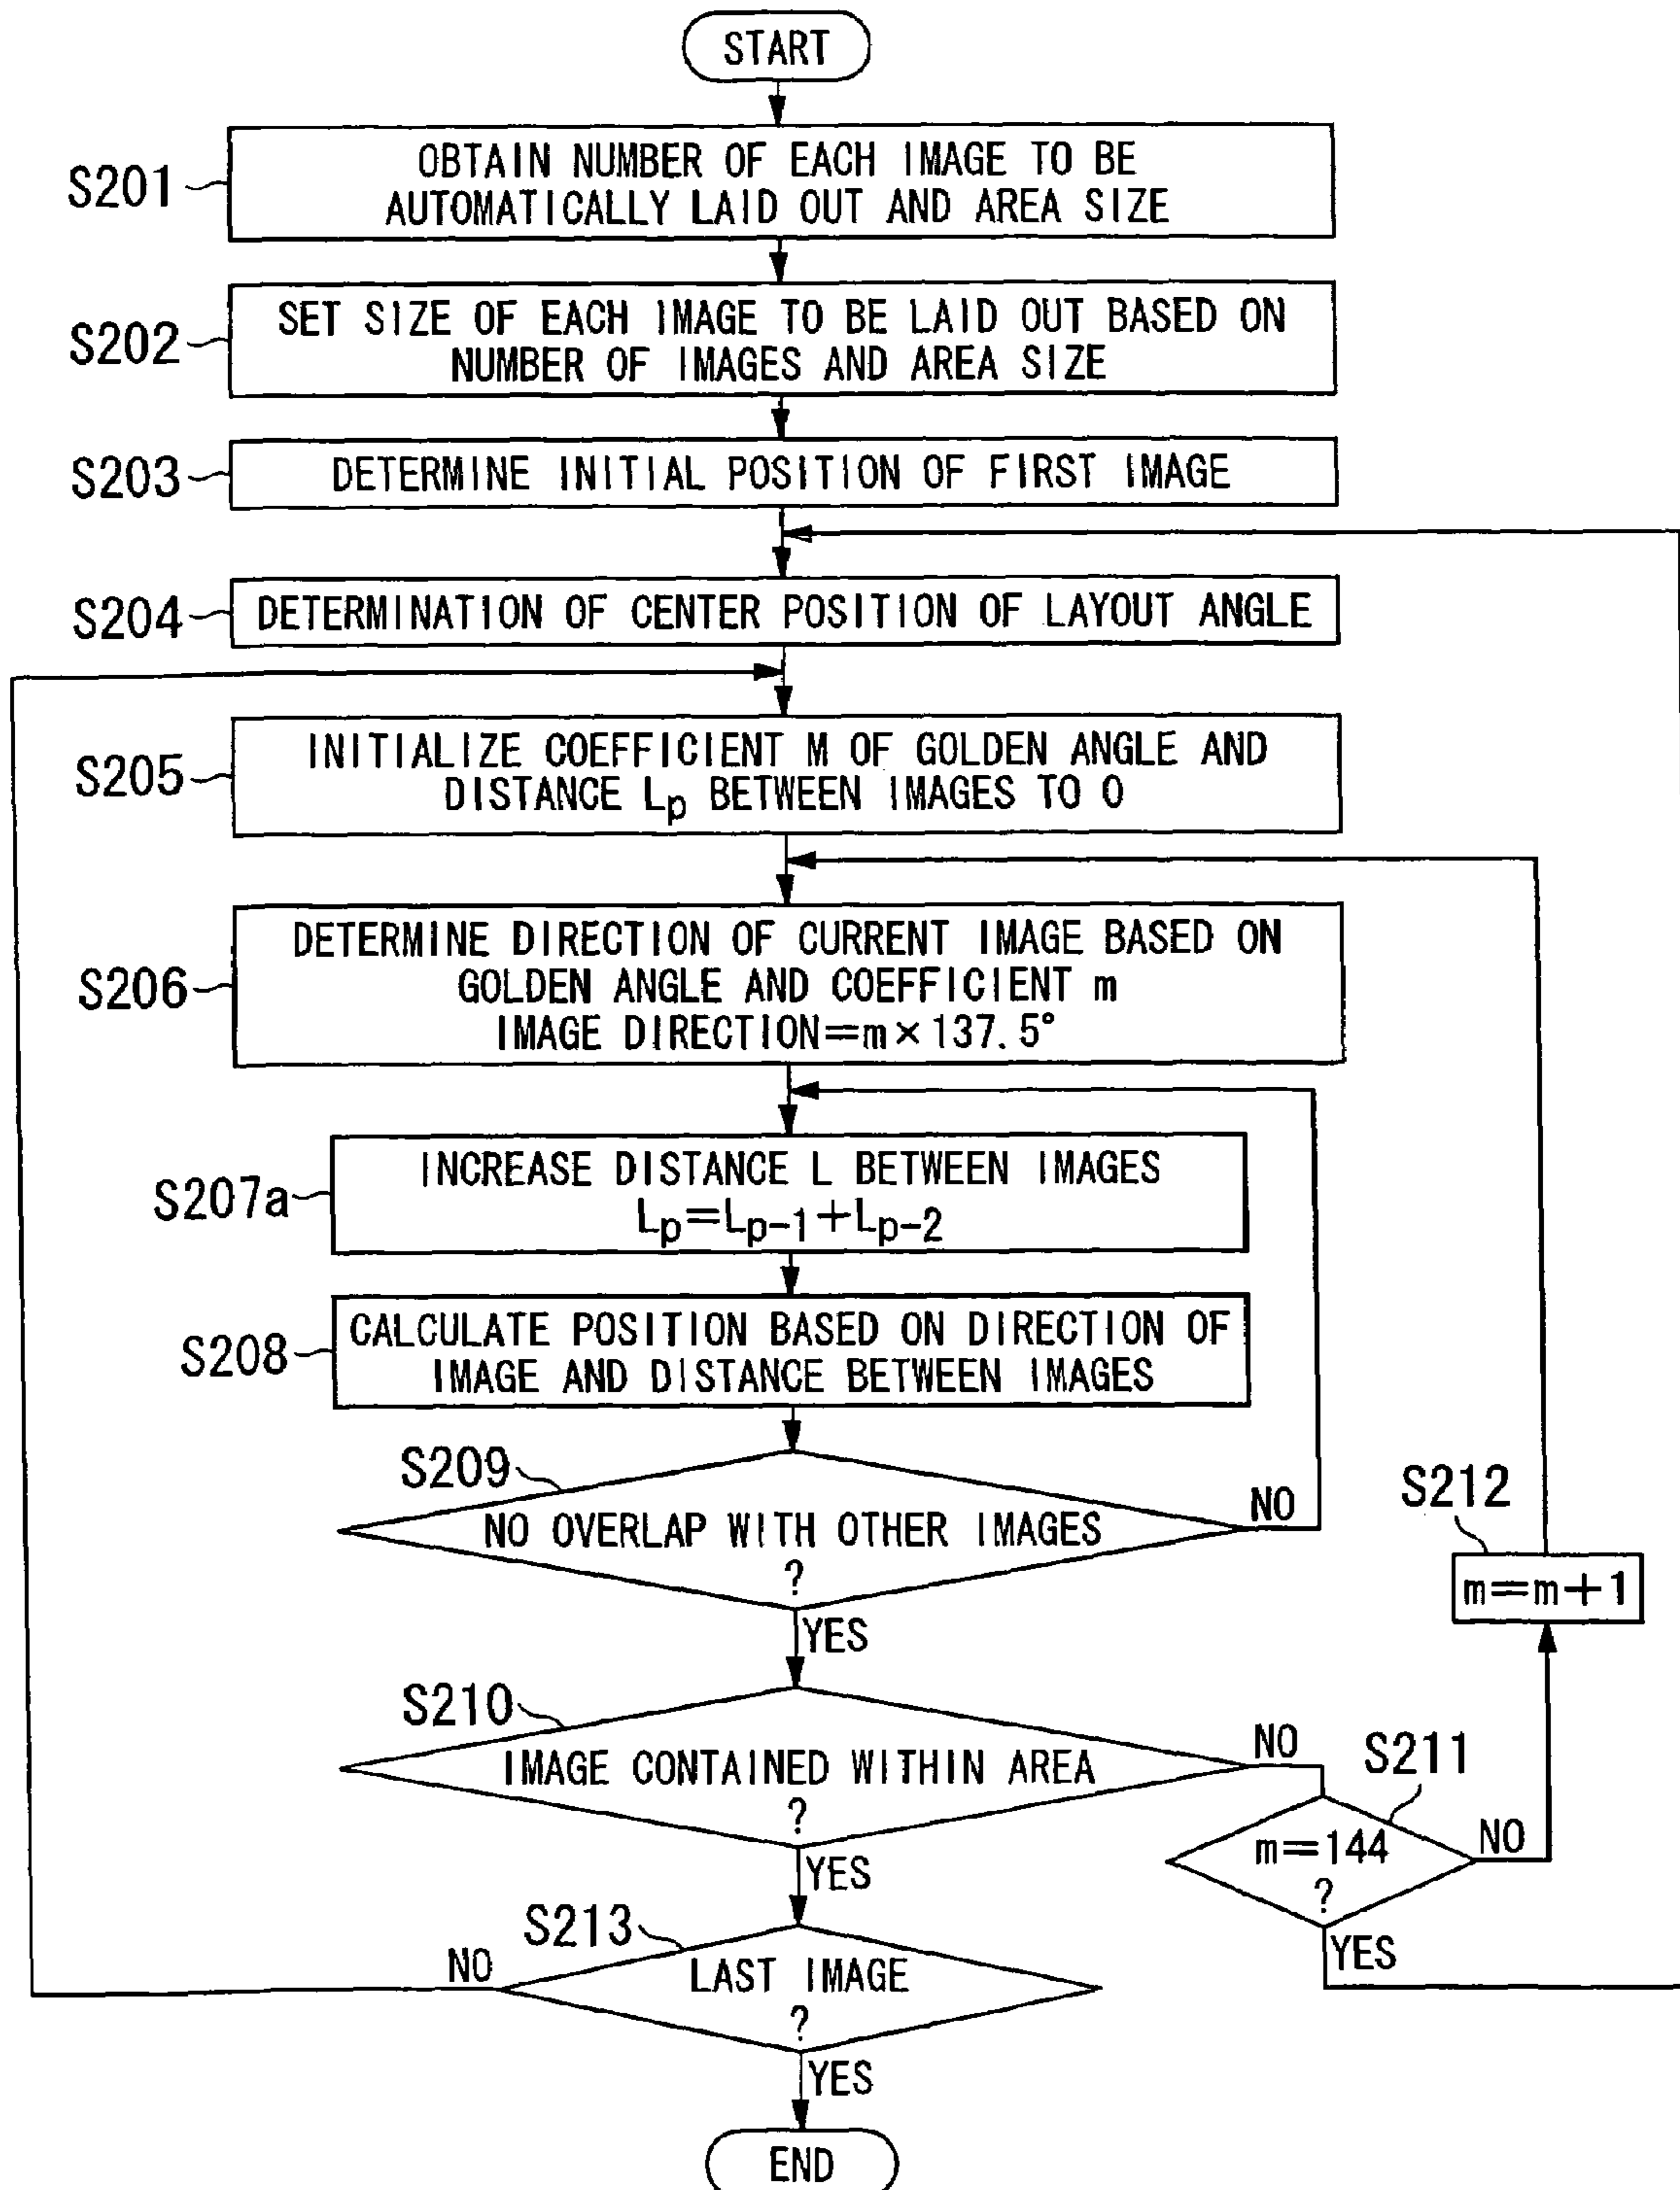 START
S201
OBTAIN NUMBER OF EACH IMAGE TO BE
AUTOMATICALLY LAID OUT AND AREA SIZE
S202
SET SIZE OF EACH IMAGE TO BE LAID OUT BASED ON
NUMBER OF IMAGES AND AREA SIZE
S203
DETERMINE INITIAL POSITION OF FIRST IMAGE
S204
DETERMINATION OF CENTER POSITION OF LAYOUT ANGLE
S205
INITIALIZE COEFFICIENT M OF GOLDEN ANGLE AND
DISTANCE Lp BETWEEN IMAGES TO 0
S206
DETERMINE DIRECTION OF CURRENT IMAGE BASED ON
GOLDEN ANGLE AND COEFFICIENT m
IMAGE DIRECTION=m×137.5°
S207a
INCREASE DISTANCE L BETWEEN IMAGES
Lp=Lp-1+Lp-2
S208
CALCULATE POSITION BASED ON DIRECTION OF
IMAGE AND DISTANCE BETWEEN IMAGES
S209
NO OVERLAP WITH OTHER IMAGES
?
NO
YES
S212
m=m+1
S210
IMAGE CONTAINED WITHIN AREA
?
NO
YES
S211
m=144
?
NO
YES
S213
LAST IMAGE
?
NO
YES
END